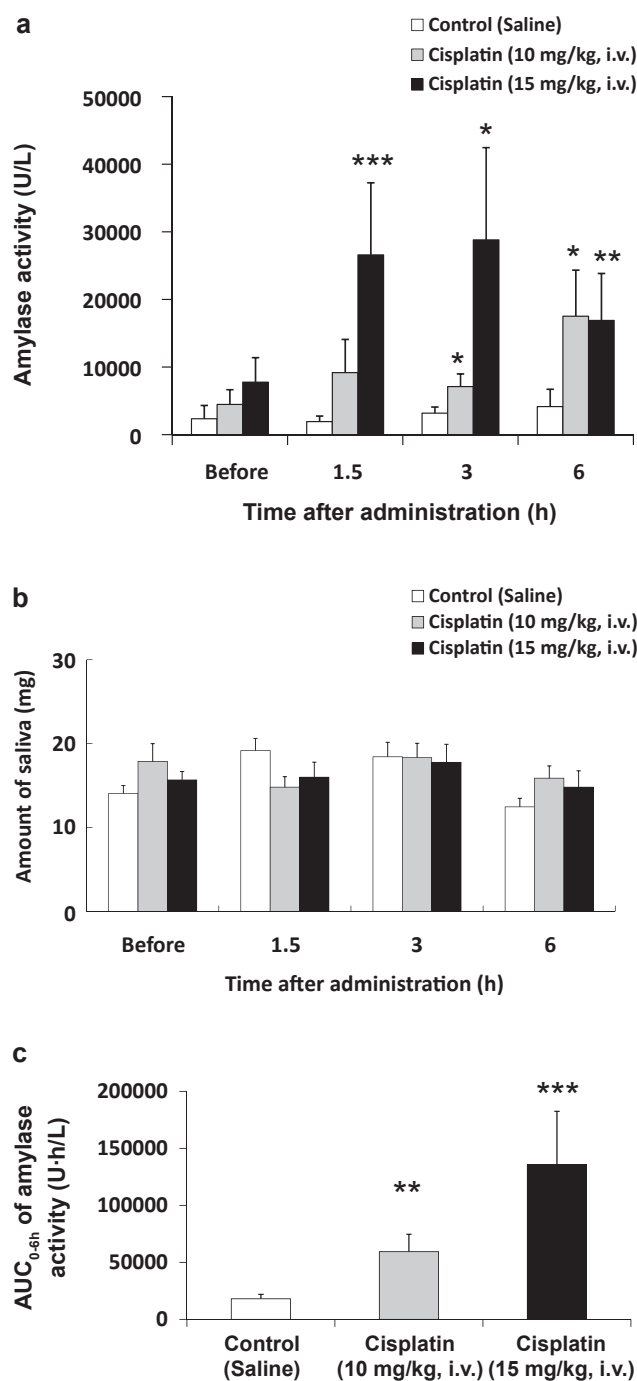 a
Control (Saline)
Cisplatin (10 mg/kg, i.v.)
Cisplatin (15 mg/kg, i.v.)
Amylase activity (U/L)
50000
40000
30000
20000
10000
0
***
*
*
*
**
Before 1.5 3 6
Time after administration (h)
b
Control (Saline)
Cisplatin (10 mg/kg, i.v.)
Cisplatin (15 mg/kg, i.v.)
Amount of saliva (mg)
30
20
10
0
Before 1.5 3 6
Time after administration (h)
c
AUC0-6h of amylase
activity (U·h/L)
200000
150000
100000
50000
0
**
***
Control Cisplatin Cisplatin
(Saline) (10 mg/kg, i.v.) (15 mg/kg, i.v.)